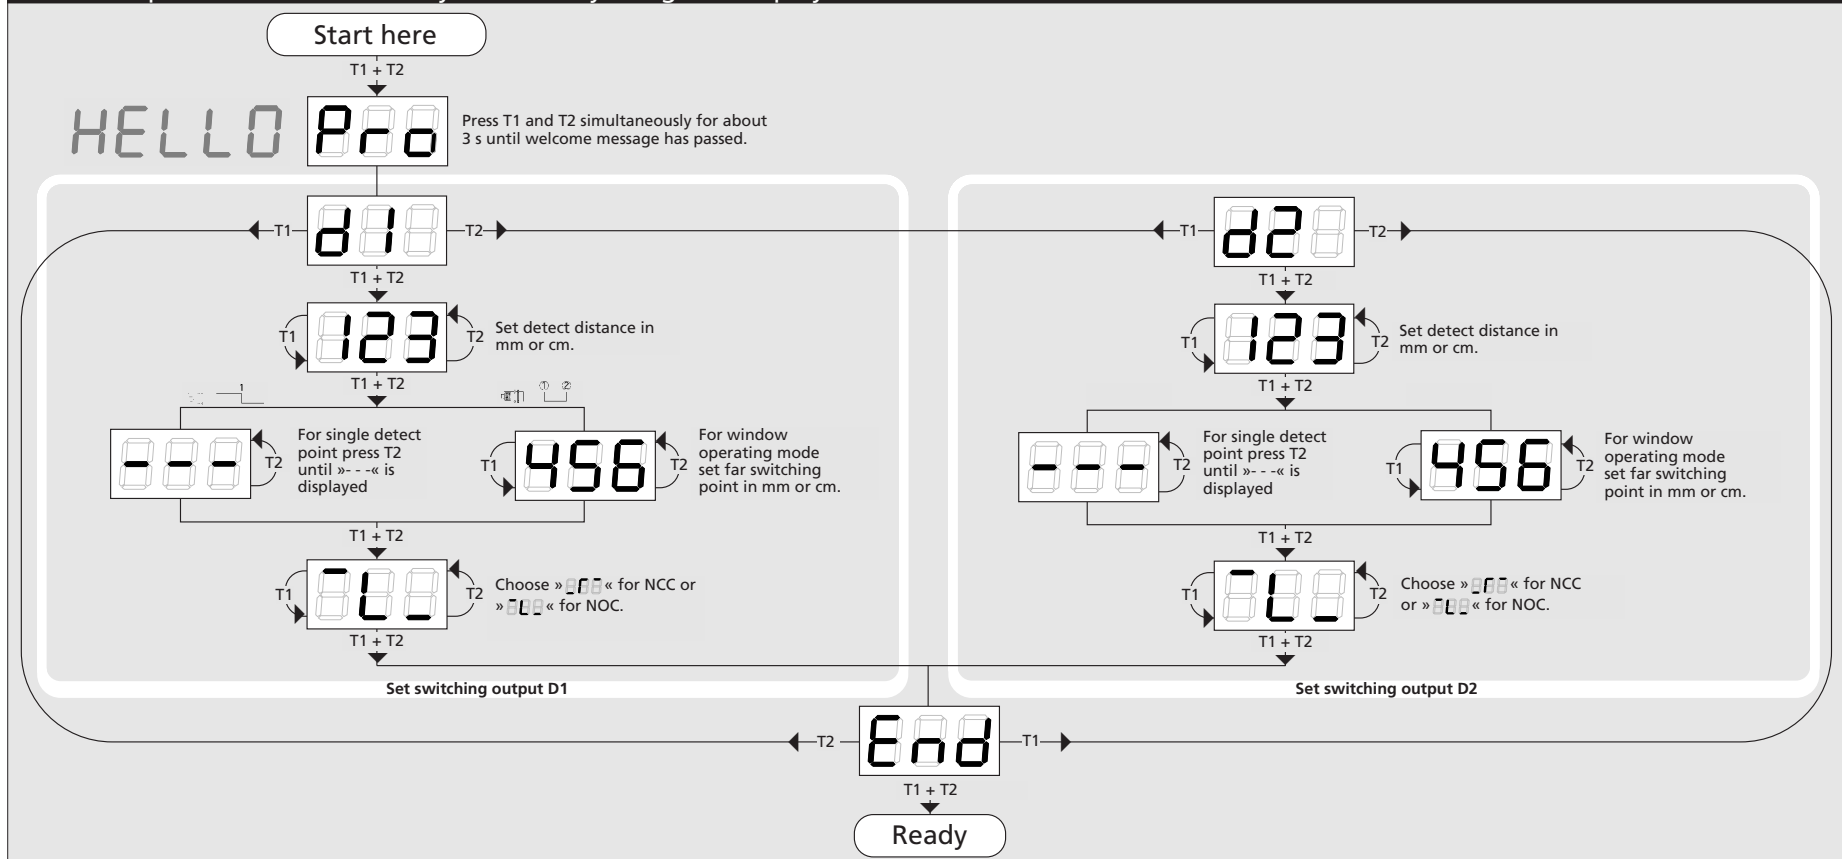 Start here
T1 + T2
HELLO
Pro
Press T1 and T2 simultaneously for about
3 s until welcome message has passed.
T1
d1
T2
T1 + T2
T1
123
T2
Set detect distance in
mm or cm.
T1 + T2
1
1 2
- - -
T2
For single detect
point press T2
until »- - -« is
displayed
T1
456
T2
For window
operating mode
set far switching
point in mm or cm.
T1 + T2
T1
T2
Choose » « for NCC or
» « for NOC.
T1 + T2
Set switching output D1
T1
d2
T2
T1 + T2
T1
123
T2
Set detect distance in
mm or cm.
T1 + T2
- - -
T2
For single detect
point press T2
until »- - -« is
displayed
T1
456
T2
For window
operating mode
set far switching
point in mm or cm.
T1 + T2
T1
T2
Choose » « for NCC
or » « for NOC.
T1 + T2
Set switching output D2
T2
End
T1
T1 + T2
Ready